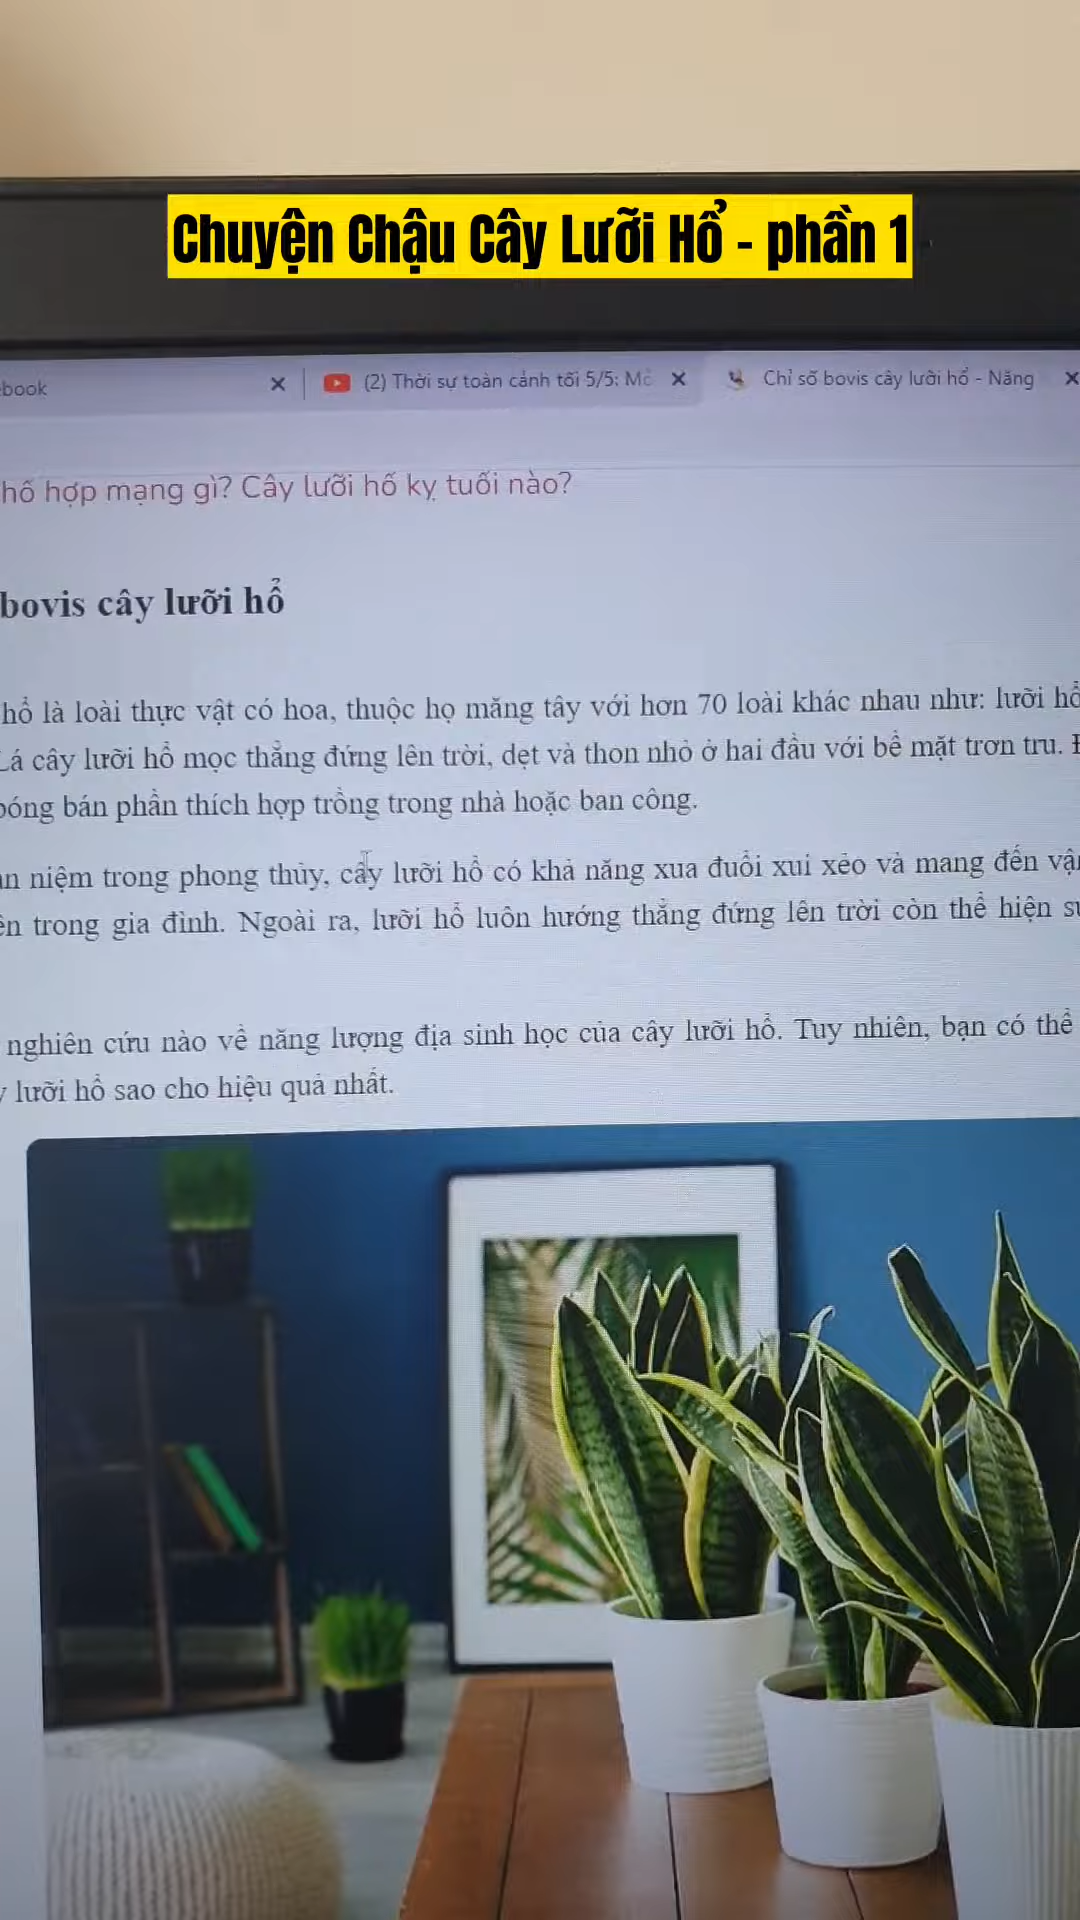 Chuyện Chậu Cây Lưỡi Hổ - phần 1
book
(2) Thời sự toàn cảnh tối 5/5: Mở
Chỉ số bovis cây lưỡi hổ - Năng
hổ hợp mạng gì? Cây lưỡi hổ kỵ tuổi nào?
bovis cây lưỡi hổ
hổ là loài thực vật có hoa, thuộc họ măng tây với hơn 70 loài khác nhau như: lưỡi hổ
Lá cây lưỡi hổ mọc thẳng đứng lên trời, dẹt và thon nhỏ ở hai đầu với bề mặt trơn tru.
bóng bán phần thích hợp trồng trong nhà hoặc ban công.
niệm trong phong thủy, cây lưỡi hổ có khả năng xua đuổi xui xẻo và mang đến
trong gia đình. Ngoài ra, lưỡi hổ luôn hướng thẳng đứng lên trời còn thể hiện
nghiên cứu nào về năng lượng địa sinh học của cây lưỡi hổ. Tuy nhiên, bạn có thể
lưỡi hổ sao cho hiệu quả nhất.